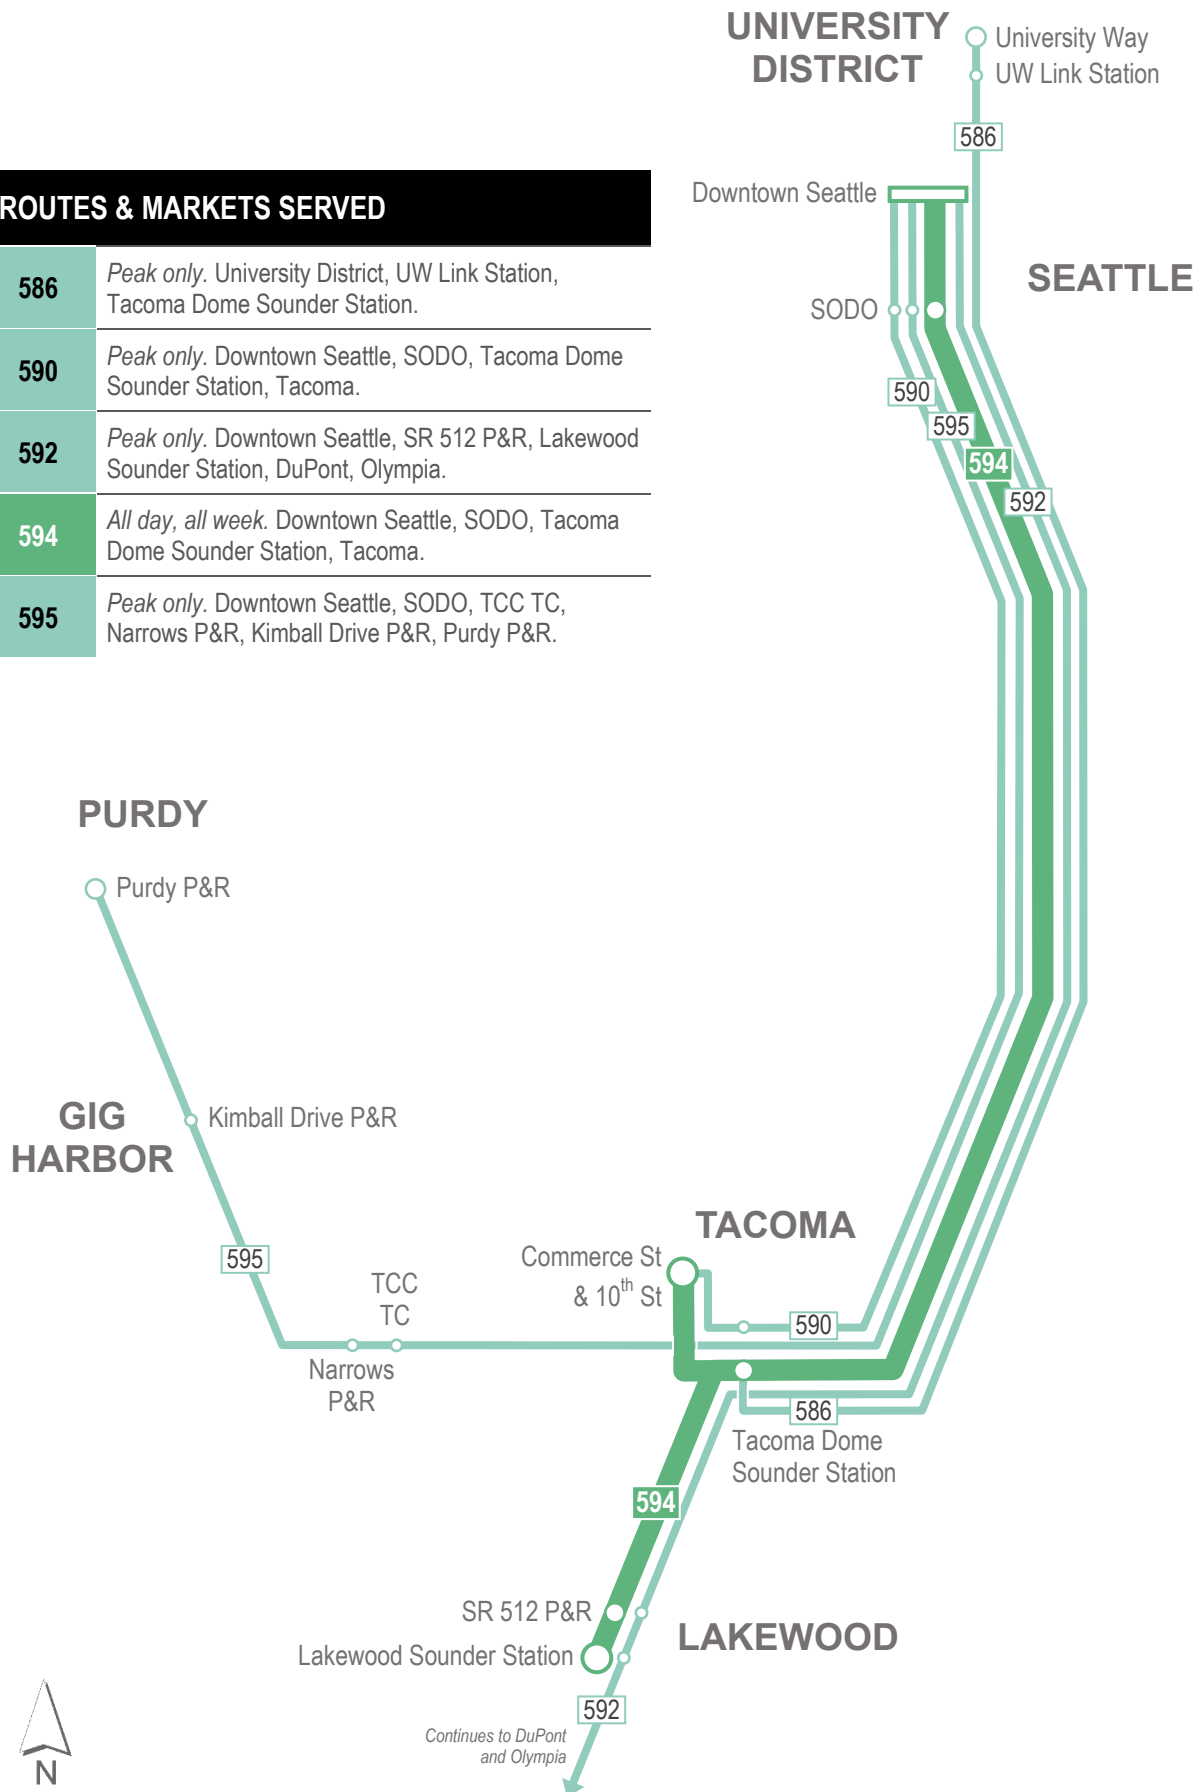 UNIVERSITY
DISTRICT
University Way
UW Link Station
586
Downtown Seattle
ROUTES & MARKETS SERVED
586
Peak only. University District, UW Link Station,
Tacoma Dome Sounder Station.
590
Peak only. Downtown Seattle, SODO, Tacoma Dome
Sounder Station, Tacoma.
592
Peak only. Downtown Seattle, SR 512 P&R, Lakewood
Sounder Station, DuPont, Olympia.
594
All day, all week. Downtown Seattle, SODO, Tacoma
Dome Sounder Station, Tacoma.
595
Peak only. Downtown Seattle, SODO, TCC TC,
Narrows P&R, Kimball Drive P&R, Purdy P&R.
SEATTLE
SODO
590
595
594
592
PURDY
Purdy P&R
GIG
HARBOR
Kimball Drive P&R
595
TCC
TC
Narrows
P&R
TACOMA
Commerce St
& 10th St
590
586
Tacoma Dome
Sounder Station
594
SR 512 P&R
Lakewood Sounder Station
LAKEWOOD
592
Continues to DuPont
and Olympia
N